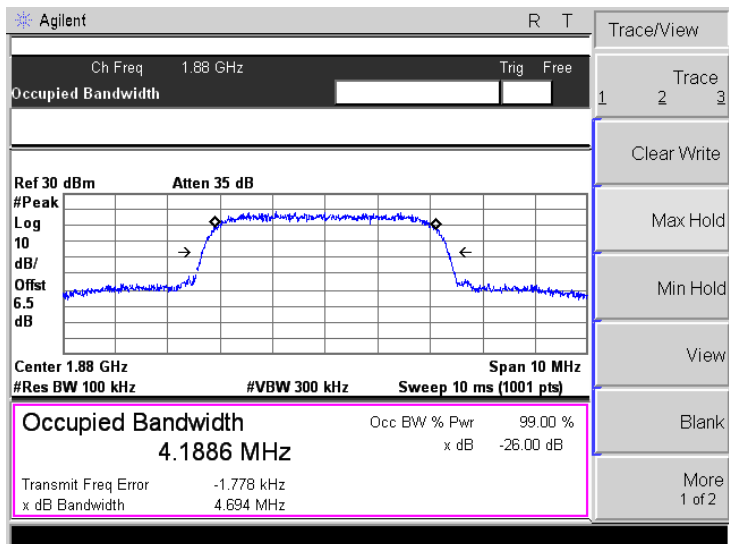 Agilent R T
Ch Freq 1.88 GHz Trig Free
Occupied Bandwidth
Ref 30 dBm Atten 35 dB
#Peak
Log
10
dB/
Offst
6.5
dB
Center 1.88 GHz Span 10 MHz
#Res BW 100 kHz #VBW 300 kHz Sweep 10 ms (1001 pts)
Occupied Bandwidth
4.1886 MHz
Occ BW % Pwr 99.00 %
x dB -26.00 dB
Transmit Freq Error -1.778 kHz
x dB Bandwidth 4.694 MHz
Trace/View
Trace
1 2 3
Clear Write
Max Hold
Min Hold
View
Blank
More
1 of 2